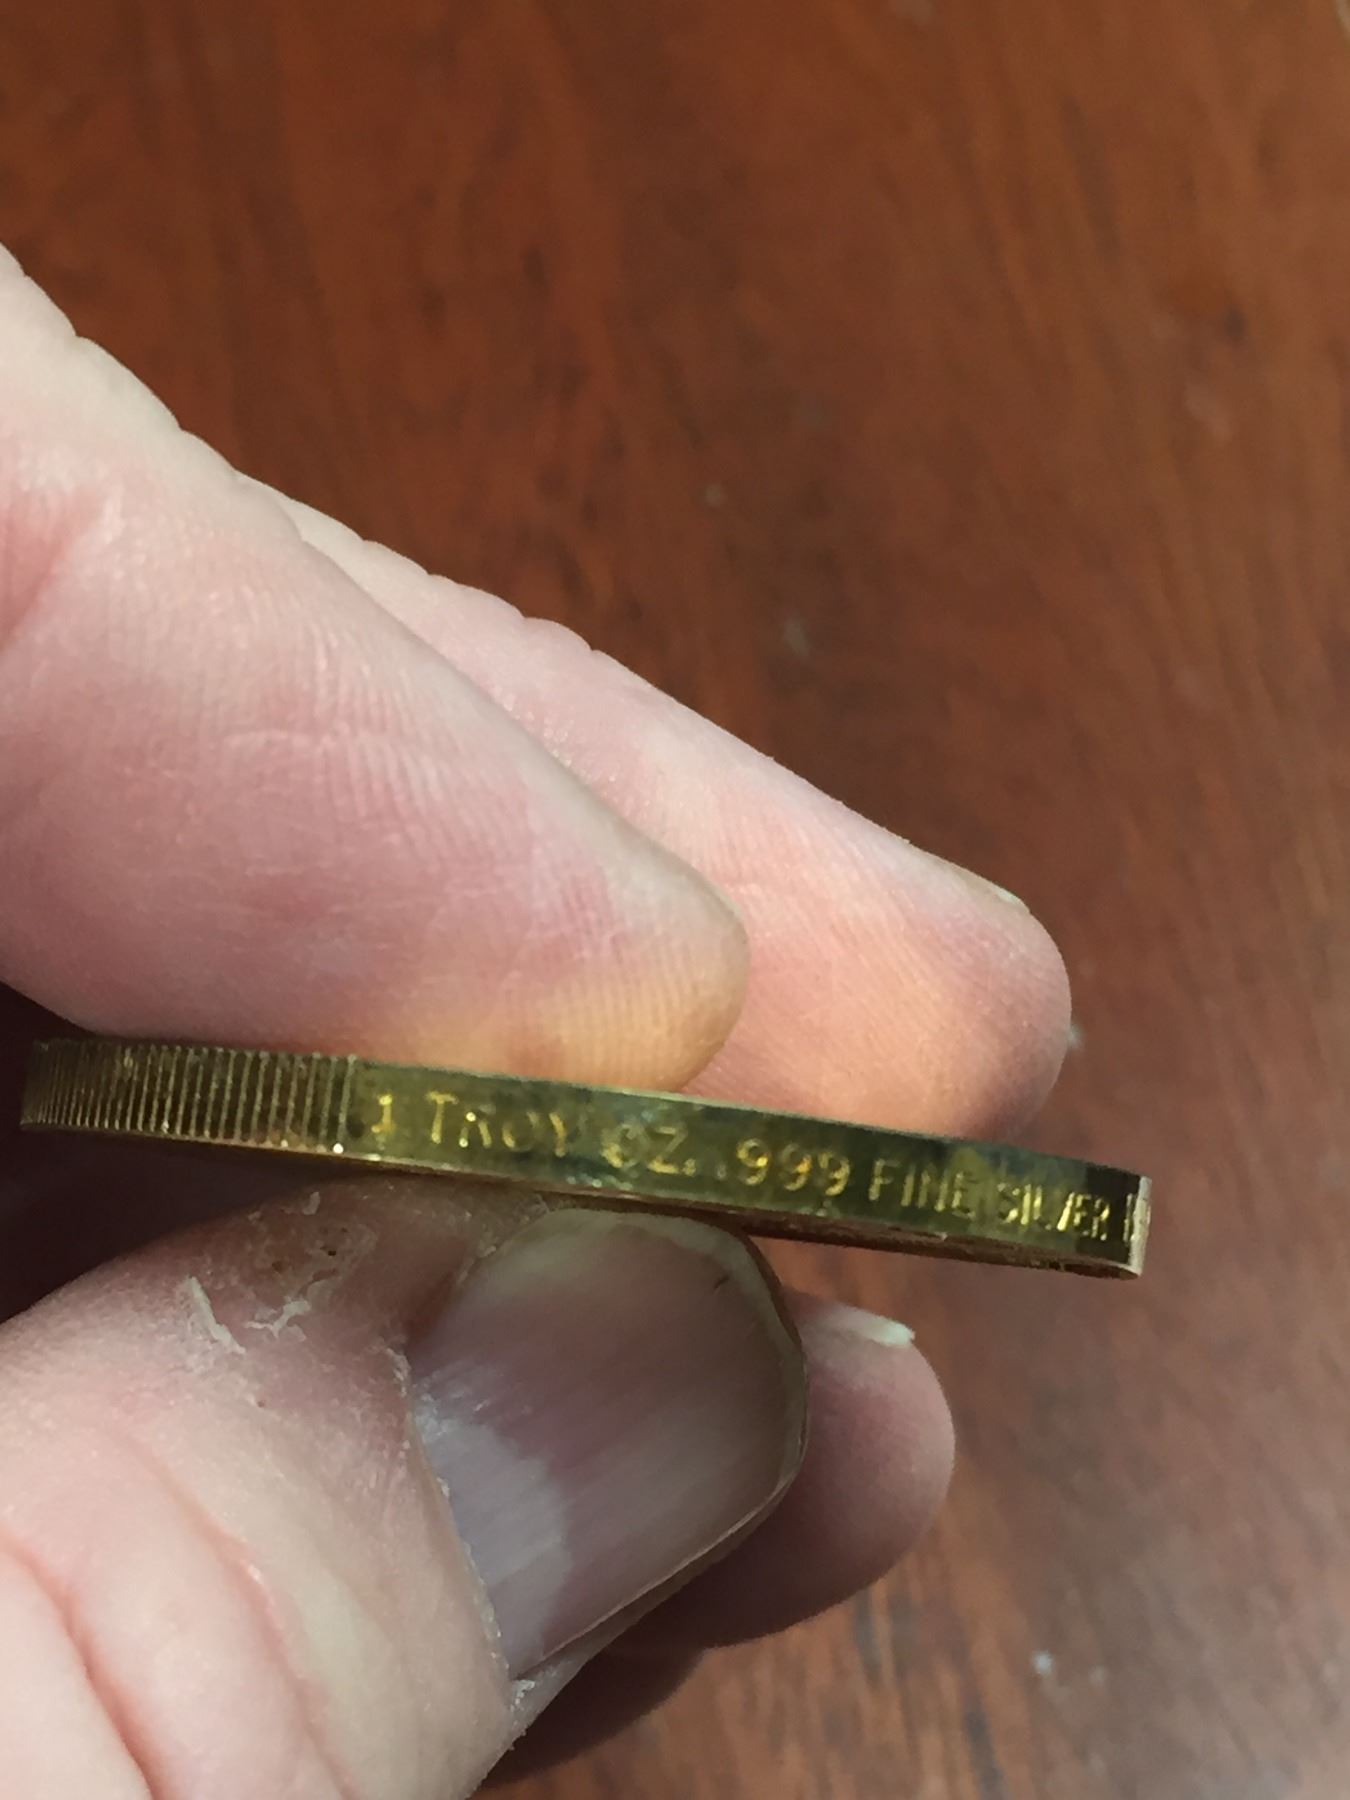 1 TROY OZ. .999 FINE SILVER